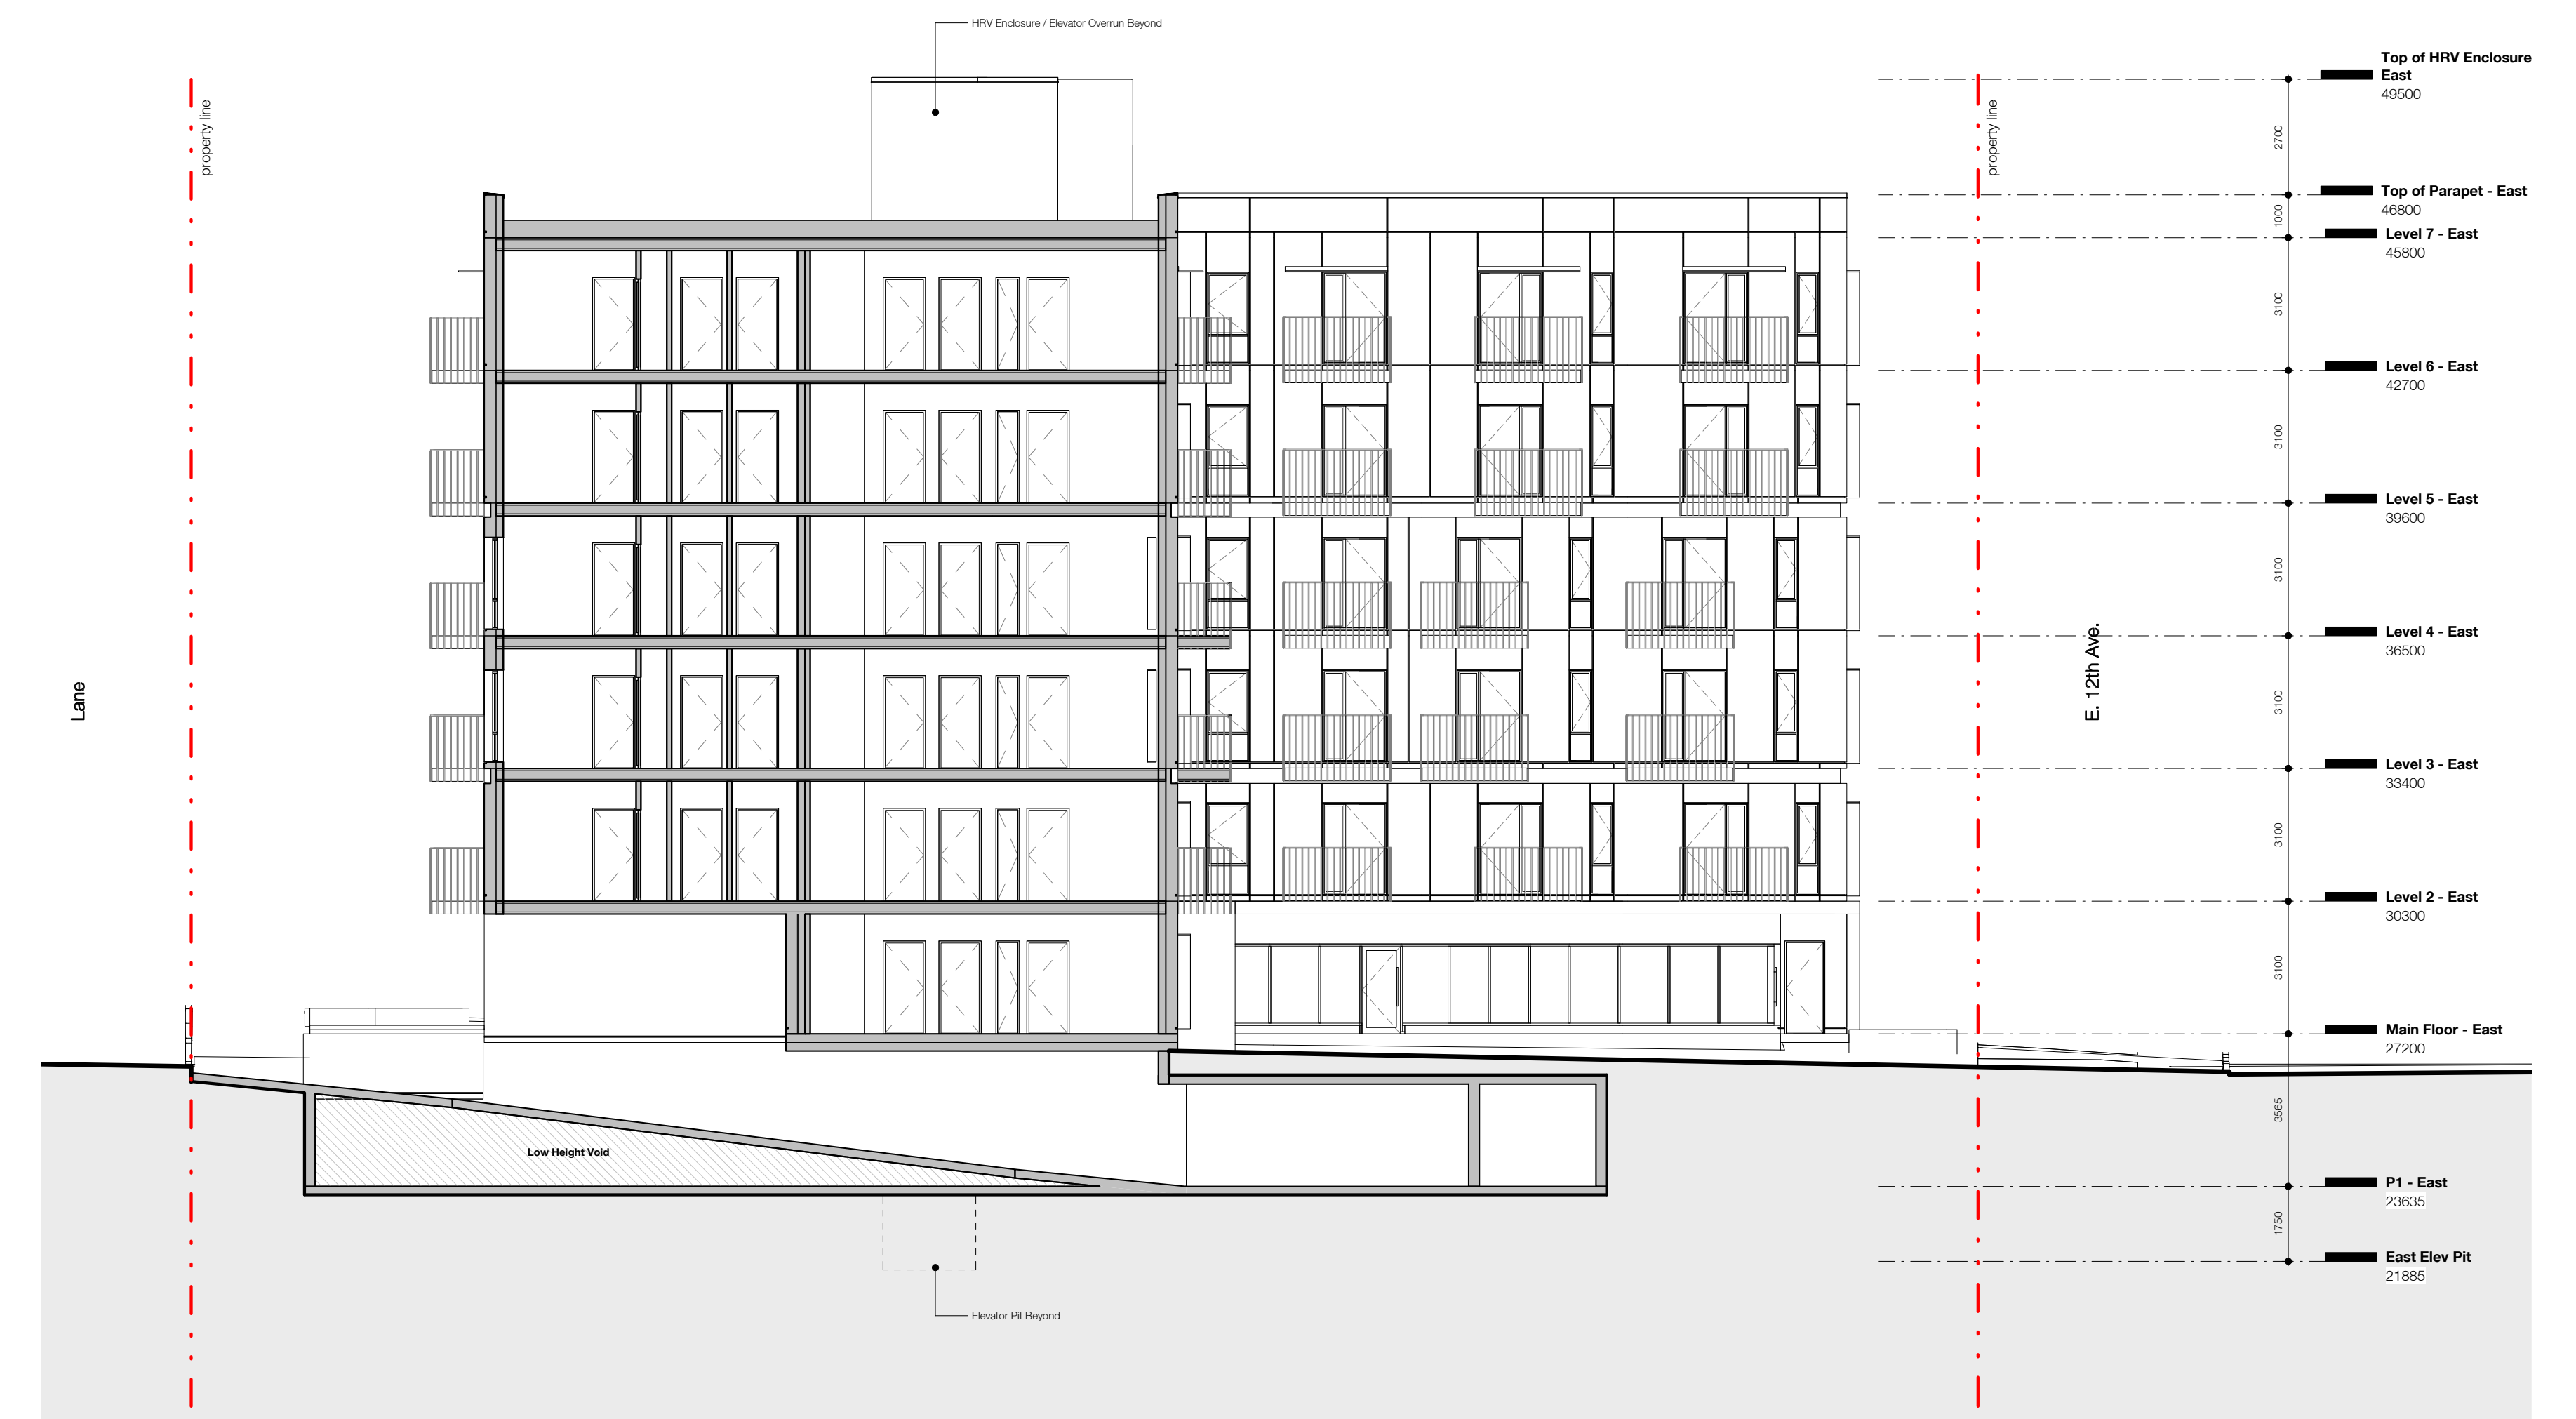 HRV Enclosure / Elevator Overrun Beyond
property line
property line
Lane
E. 12th Ave.
Low Height Void
Elevator Pit Beyond
Top of HRV Enclosure
East
49500
2700
Top of Parapet - East
46800
1000
Level 7 - East
45800
3100
Level 6 - East
42700
3100
Level 5 - East
39600
3100
Level 4 - East
36500
3100
Level 3 - East
33400
3100
Level 2 - East
30300
3100
Main Floor - East
27200
3565
P1 - East
23635
1750
East Elev Pit
21885